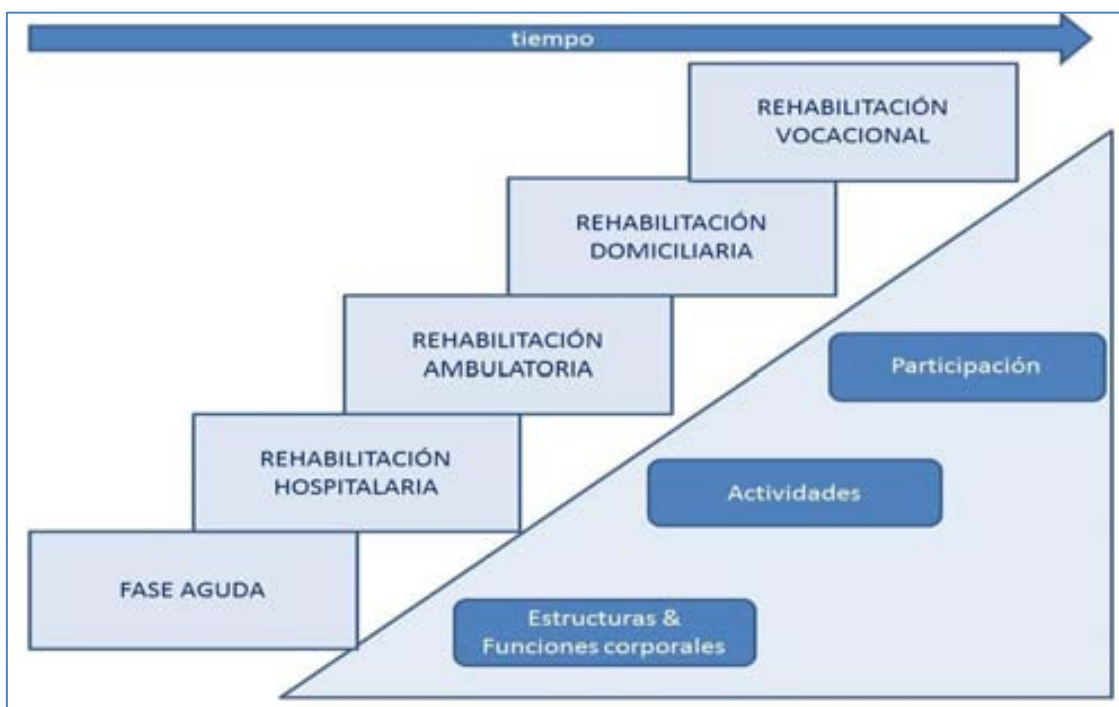 tiempo
REHABILITACIÓN
VOCACIONAL
REHABILITACIÓN
DOMICILIARIA
REHABILITACIÓN
AMBULATORIA
Participación
REHABILITACIÓN
HOSPITALARIA
Actividades
FASE AGUDA
Estructuras &
Funciones corporales